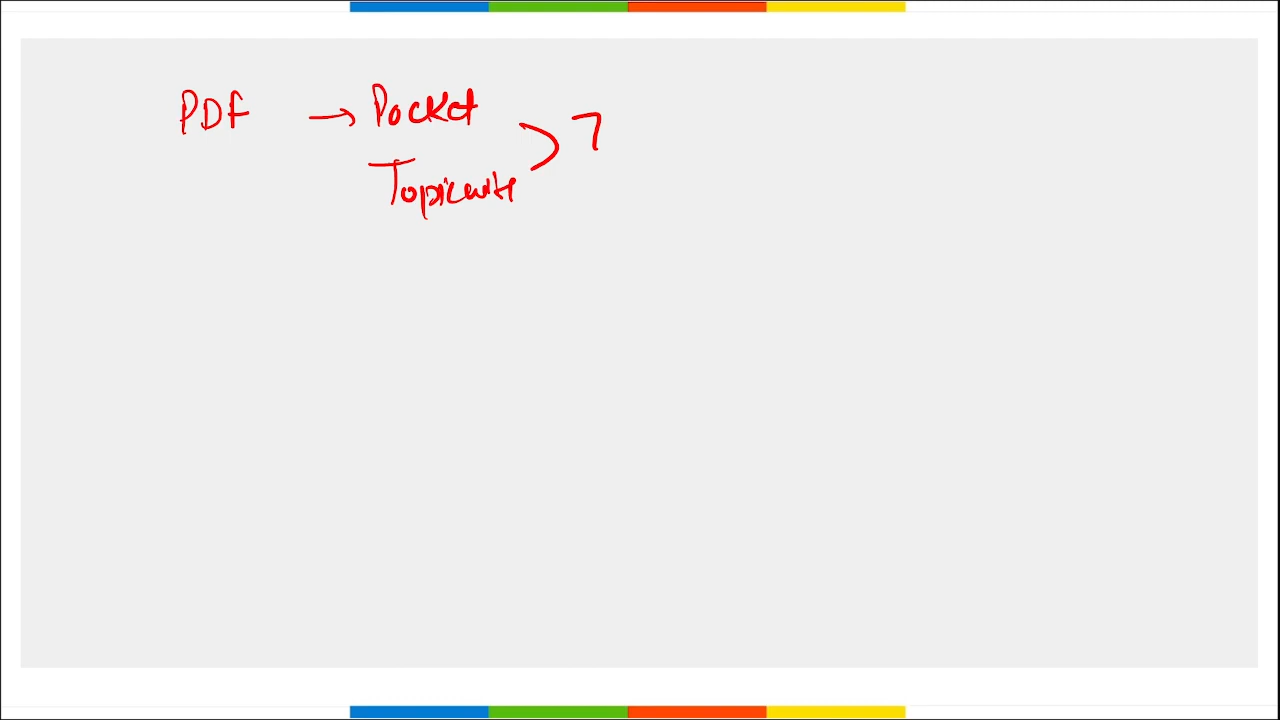 PDF → Pocket
Topicwise ) 7